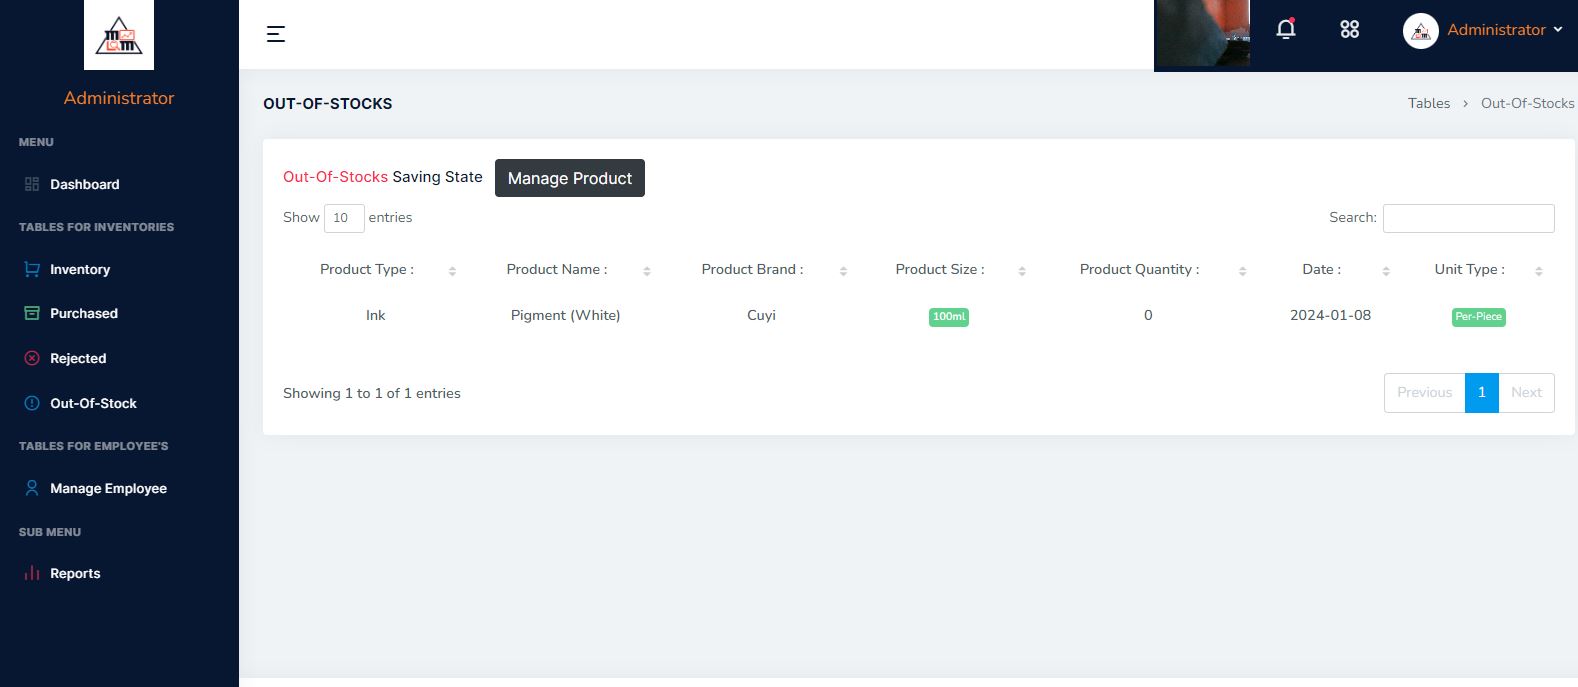 Administrator
MENU
Dashboard
TABLES FOR INVENTORIES
Inventory
Purchased
Rejected
Out-Of-Stock
TABLES FOR EMPLOYEE'S
Manage Employee
SUB MENU
Reports
Administrator
OUT-OF-STOCKS
Tables > Out-Of-Stocks
Out-Of-Stocks Saving State Manage Product
Show 10 entries Search:
Product Type : Product Name : Product Brand : Product Size : Product Quantity : Date : Unit Type :
Ink Pigment (White) Cuyi 100ml 0 2024-01-08 Per-Piece
Showing 1 to 1 of 1 entries Previous 1 Next